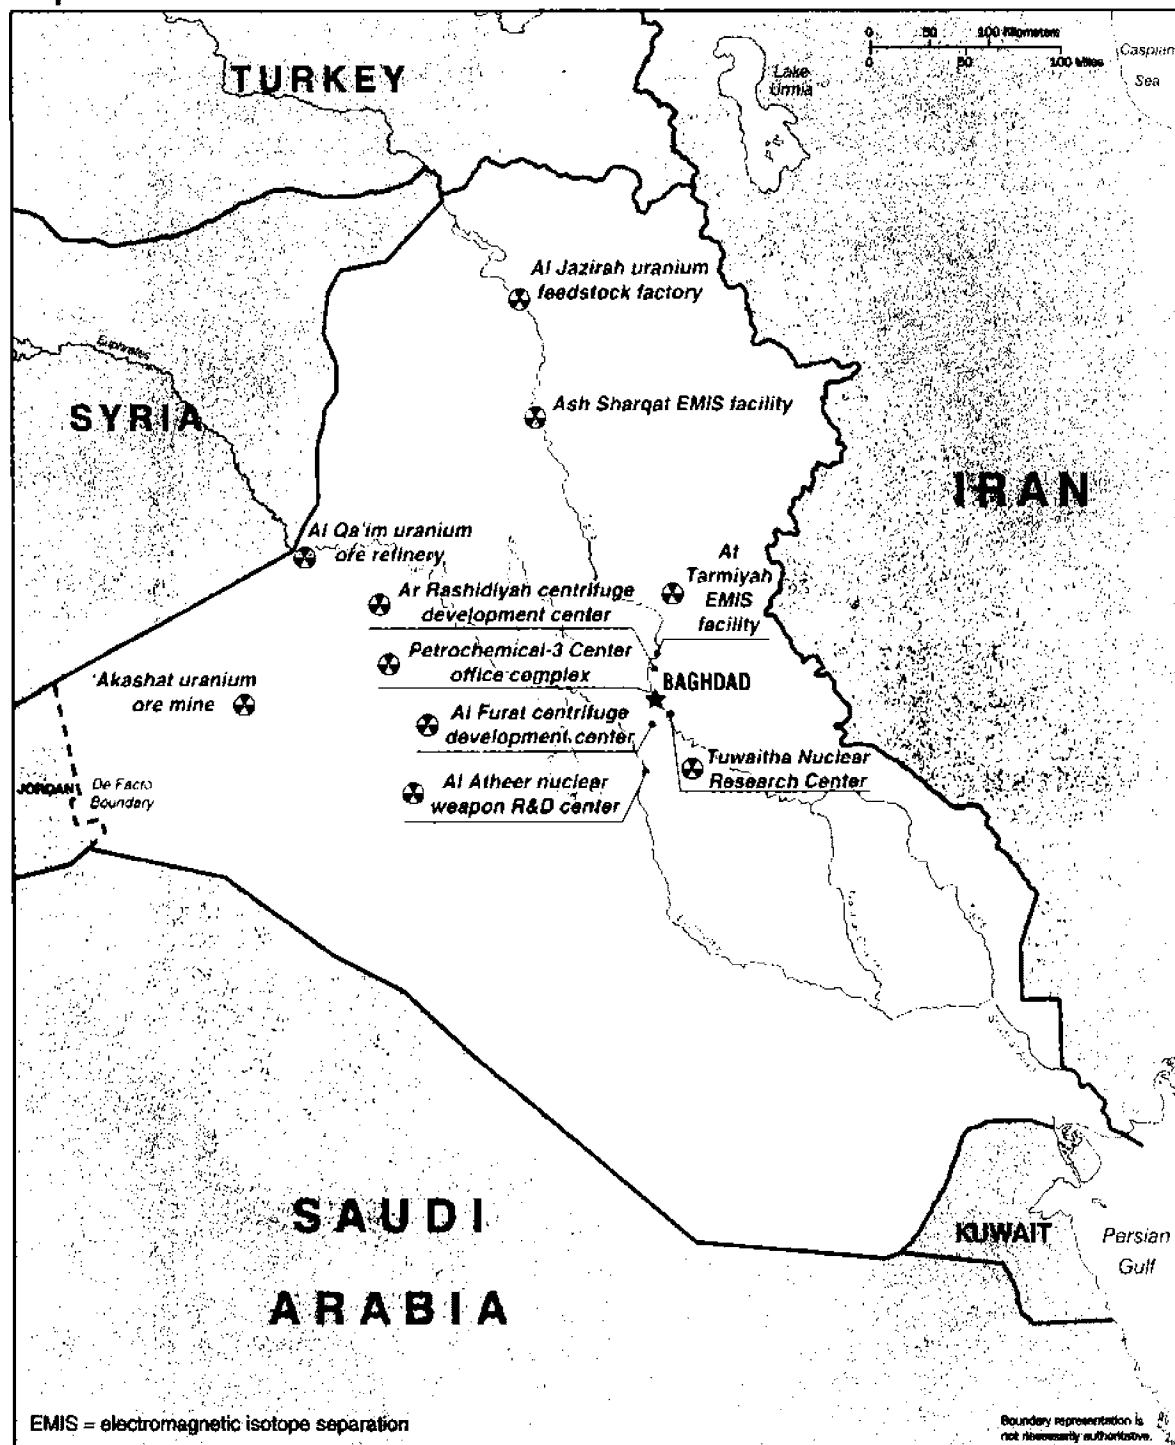 TURKEY
0 50 100 Kilometers
0 50 100 Miles
Caspian
Sea
Lake
Urmia
Al Jazirah uranium
feedstock factory
Euphrates
SYRIA
Ash Sharqat EMIS facility
IRAN
Al Qa'im uranium
ore refinery
At
Tarmiyah
EMIS
facility
Ar Rashidiyah centrifuge
development center
Petrochemical-3 Center
office complex
BAGHDAD
'Akashat uranium
ore mine
Al Furat centrifuge
development center
Tuwaitha Nuclear
Research Center
Al Atheer nuclear
weapon R&D center
JORDAN
De Facto
Boundary
SAUDI
ARABIA
KUWAIT
Persian
Gulf
EMIS = electromagnetic isotope separation
Boundary representation is
not necessarily authoritative.